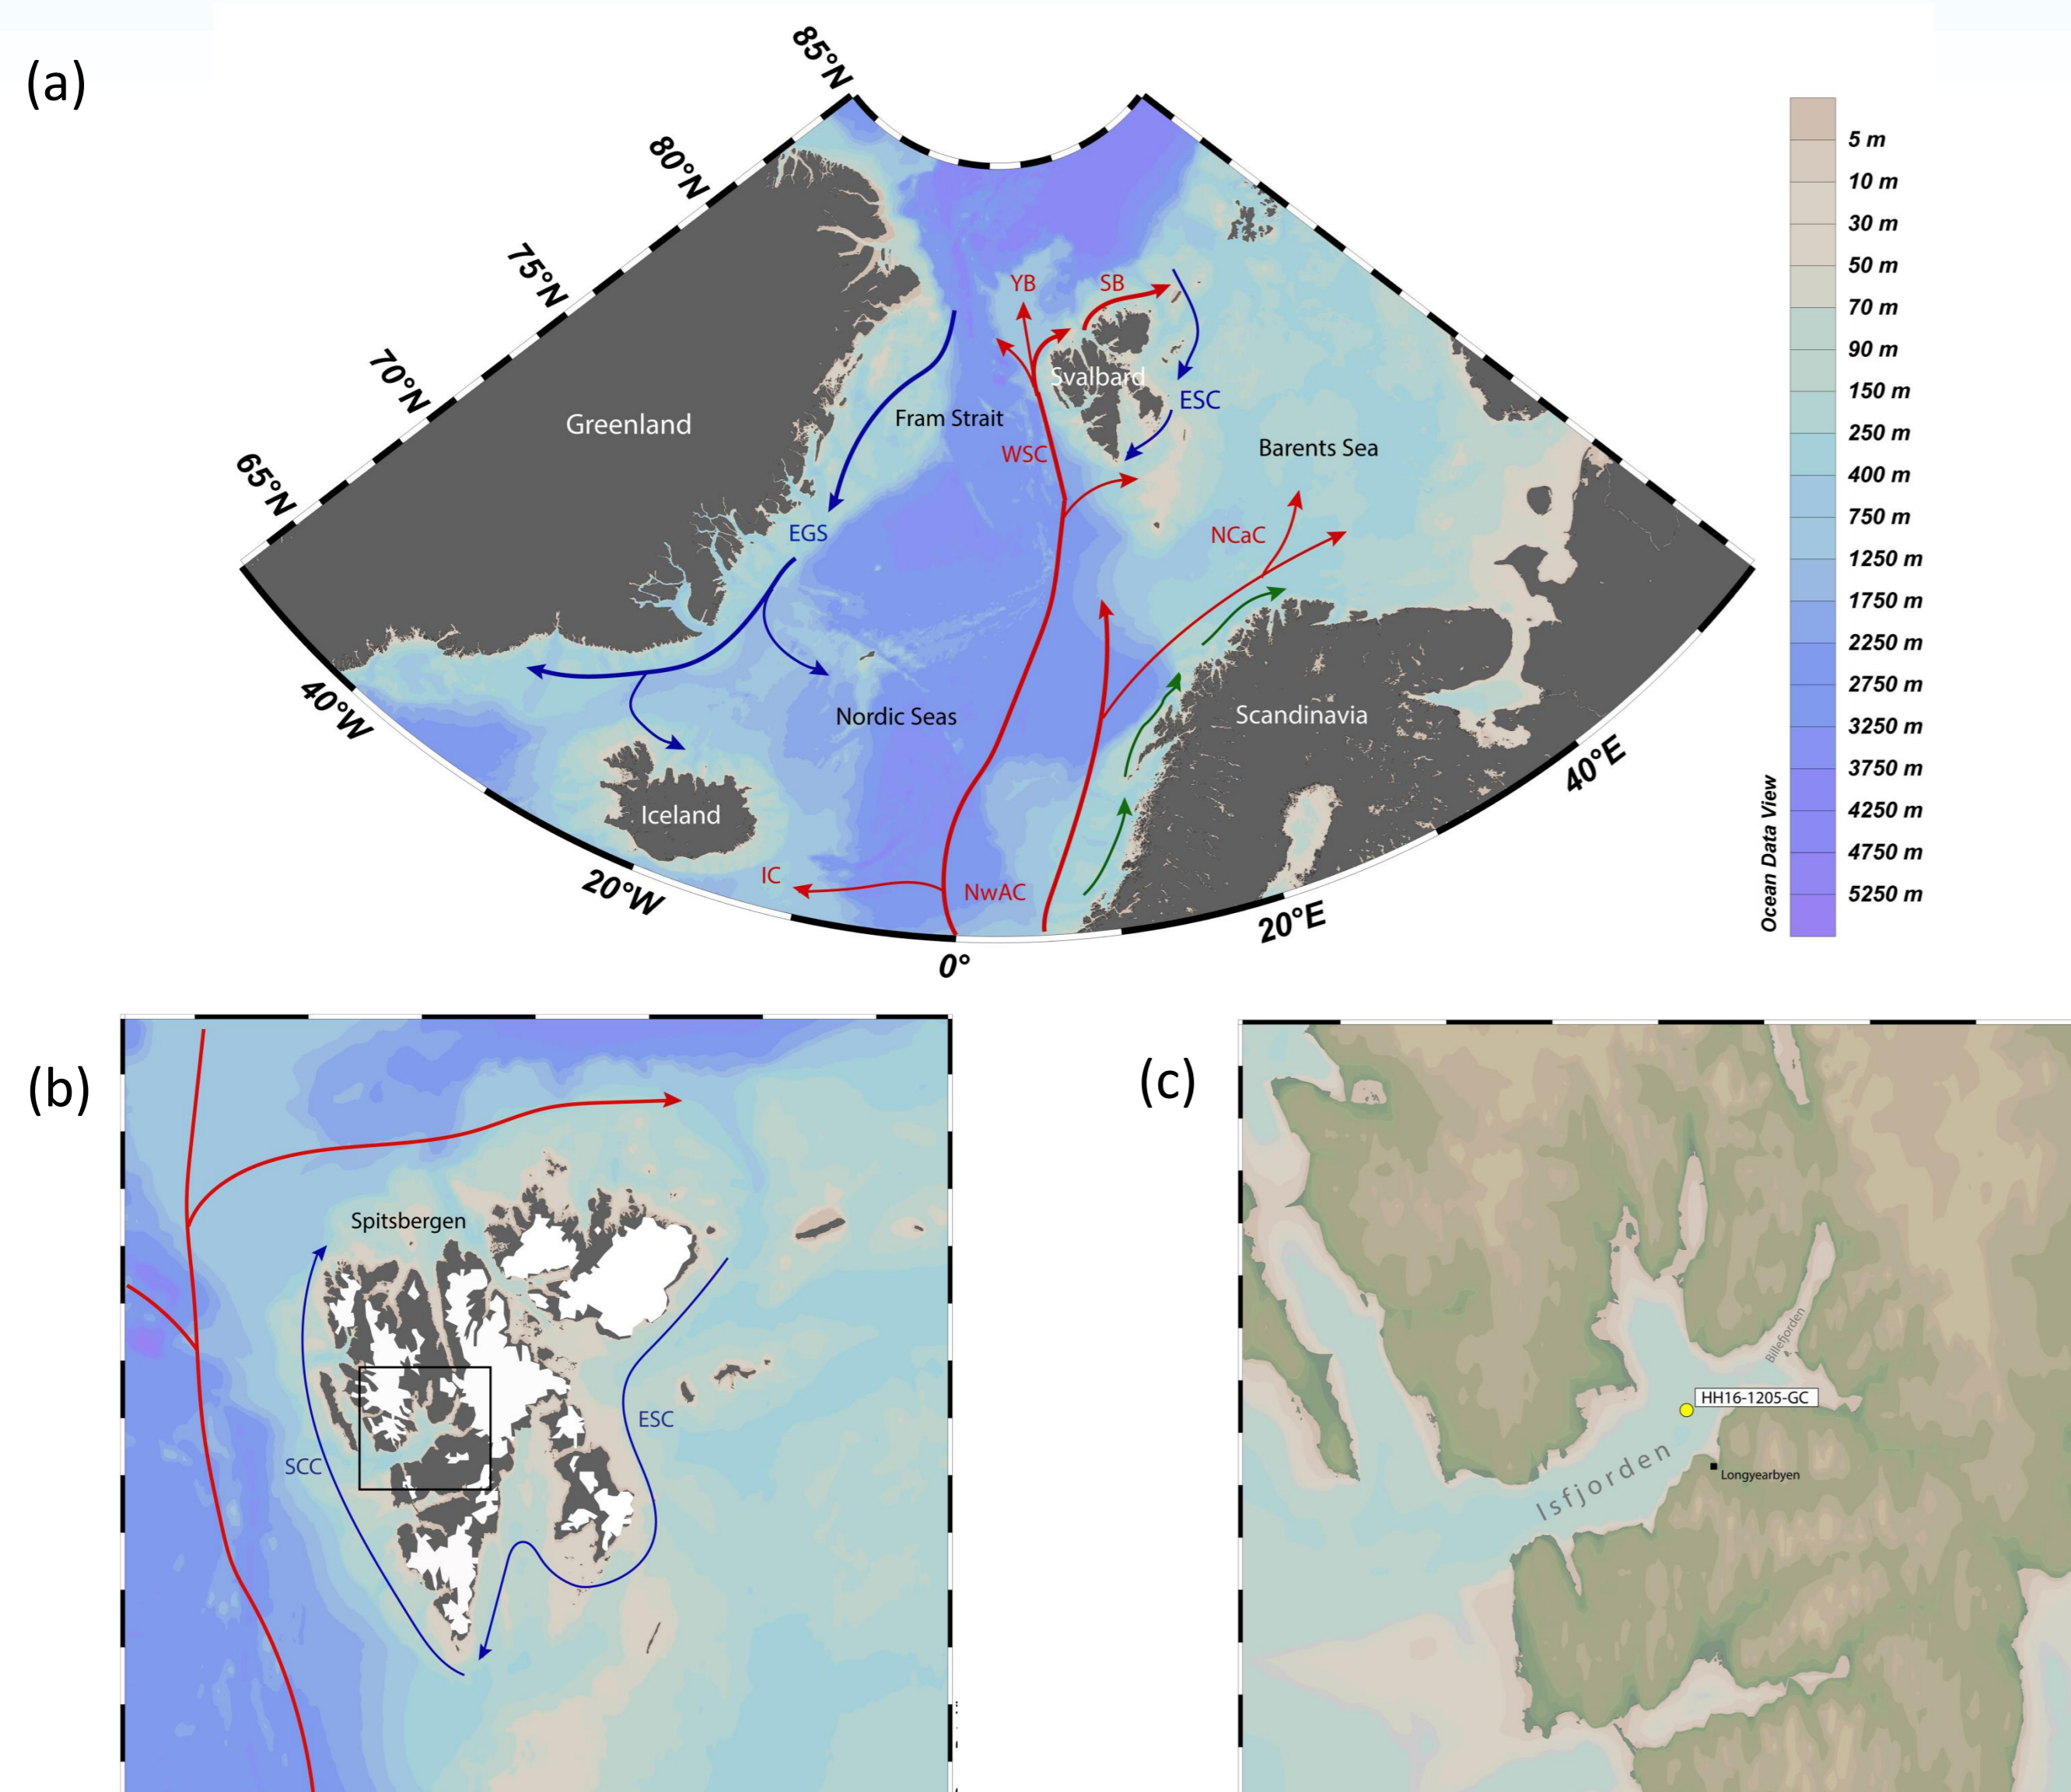 (a)
85°N
80°N
75°N
70°N
65°N
40°W
20°W
0°
20°E
40°E
Greenland
Fram Strait
YB
SB
Svalbard
ESC
WSC
Barents Sea
EGS
NCaC
Nordic Seas
Scandinavia
Iceland
IC
NwAC
5 m
10 m
30 m
50 m
70 m
90 m
150 m
250 m
400 m
750 m
1250 m
1750 m
2250 m
2750 m
3250 m
3750 m
4250 m
4750 m
5250 m
Ocean Data View
(b)
Spitsbergen
SCC
ESC
(c)
Billefjorden
HH16-1205-GC
Isfjorden
Longyearbyen